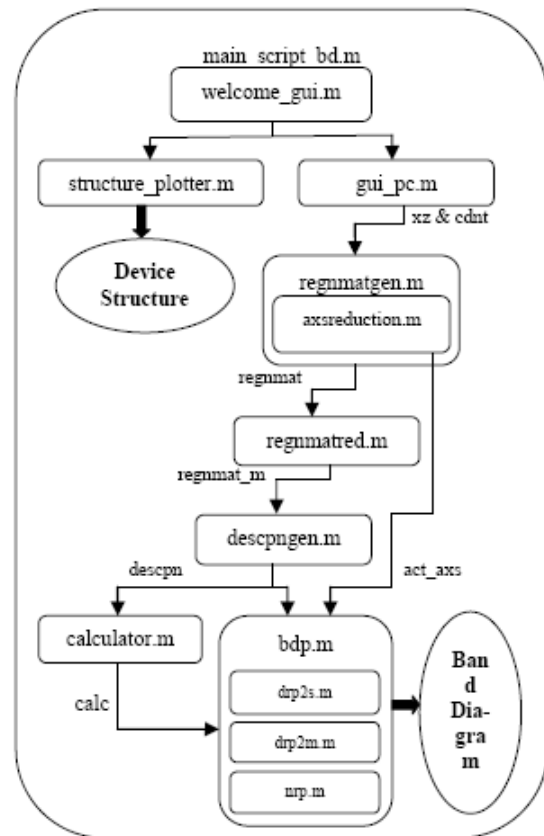 main_script_bd.m
welcome_gui.m
structure_plotter.m
gui_pc.m
xz & cdnt
Device
Structure
regnmatgen.m
axsreduction.m
regnmat
regnmatred.m
regnmat_m
descpngen.m
descpn
act_axs
calculator.m
bdp.m
calc
drp2s.m
drp2m.m
nrp.m
Ban
d
Dia-
gra
m